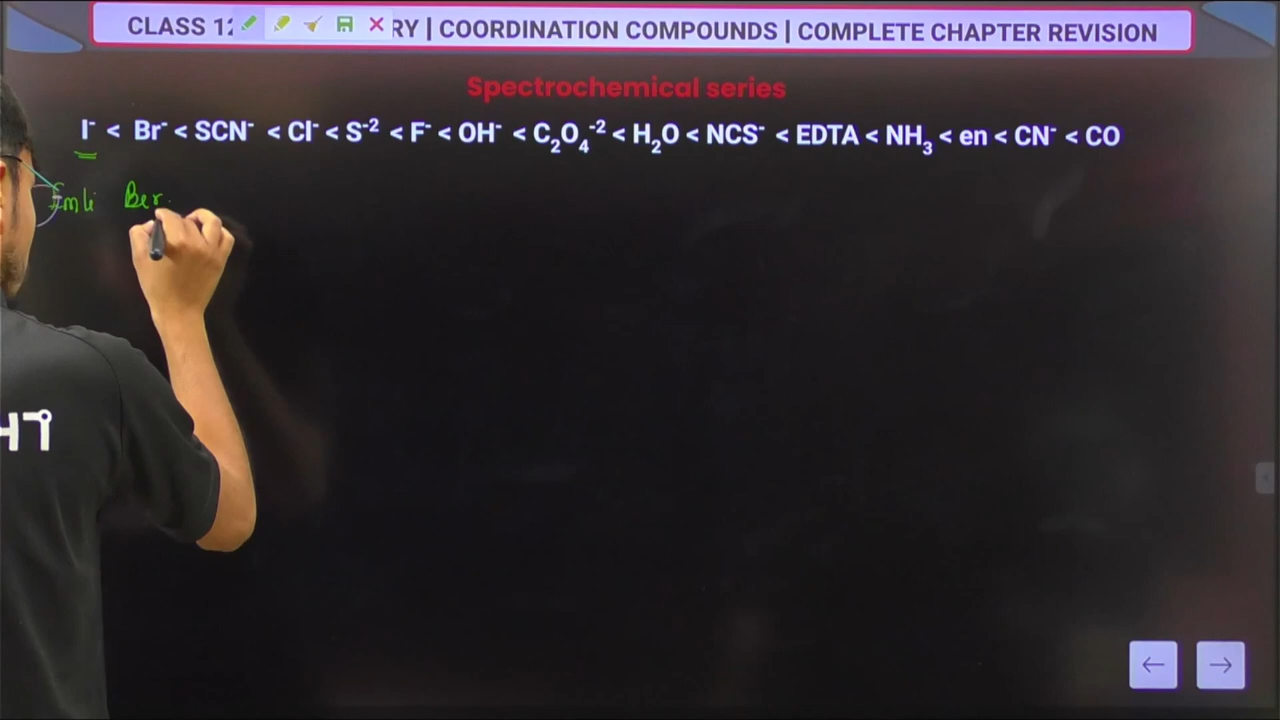 CLASS 12 RY | COORDINATION COMPOUNDS | COMPLETE CHAPTER REVISION
Spectrochemical series
I⁻ < Br⁻ < SCN⁻ < Cl⁻ < S⁻² < F⁻ < OH⁻ < C₂O₄⁻² < H₂O < NCS⁻ < EDTA < NH₃ < en < CN⁻ < CO
Imli Ber